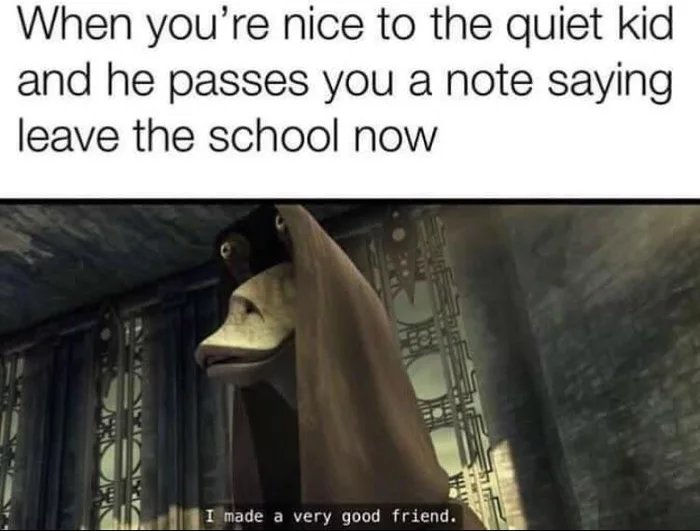 When you're nice to the quiet kid
and he passes you a note saying
leave the school now
I made a very good friend.